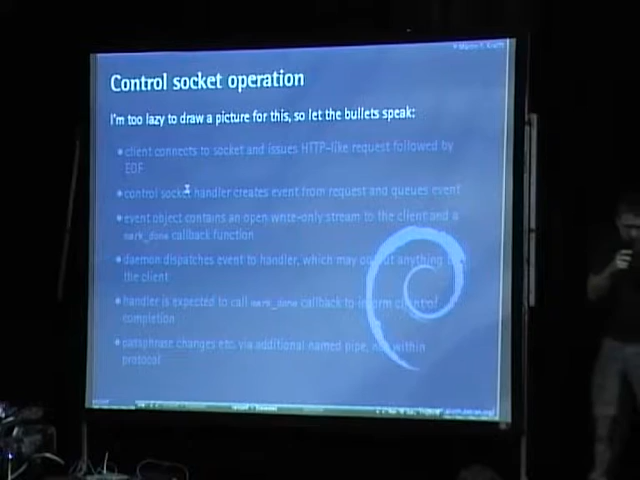 Control socket operation
I'm too lazy to draw a picture for this, so let the bullets speak:
client connects to socket and issues HTTP-like request followed by
EOF
control socket handler creates event from request and queues event
event object contains an open write-only stream to the client and a
mark_done callback function
daemon dispatches event to handler, which may output anything to
the client
handler is expected to call mark_done callback to inform client of
completion
passphrase changes etc. via additional named pipe, not within
protocol